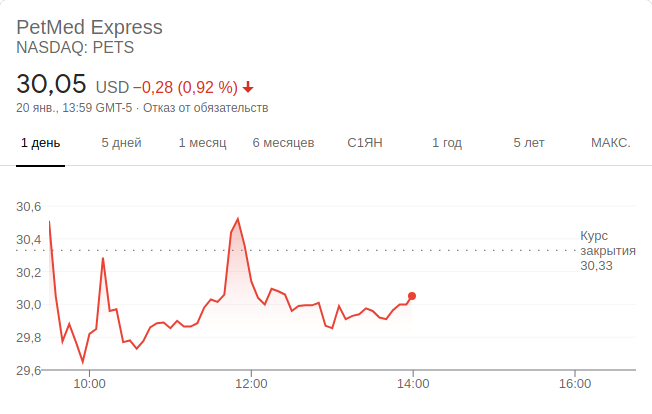 PetMed Express
NASDAQ: PETS
30,05 USD −0,28 (0,92 %)
20 янв., 13:59 GMT-5 · Отказ от обязательств
1 день 5 дней 1 месяц 6 месяцев С1ЯН 1 год 5 лет МАКС.
30,6
30,4
30,2
30,0
29,8
29,6
Курс
закрытия
30,33
10:00 12:00 14:00 16:00